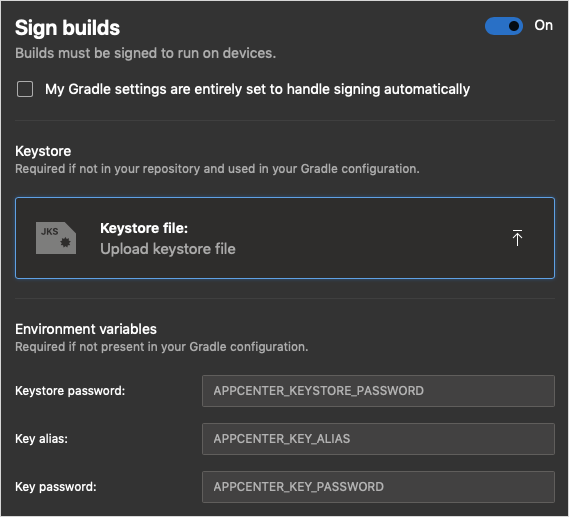 Sign builds
On
Builds must be signed to run on devices.
My Gradle settings are entirely set to handle signing automatically
Keystore
Required if not in your repository and used in your Gradle configuration.
JKS
Keystore file:
Upload keystore file
Environment variables
Required if not present in your Gradle configuration.
Keystore password:
APPCENTER_KEYSTORE_PASSWORD
Key alias:
APPCENTER_KEY_ALIAS
Key password:
APPCENTER_KEY_PASSWORD